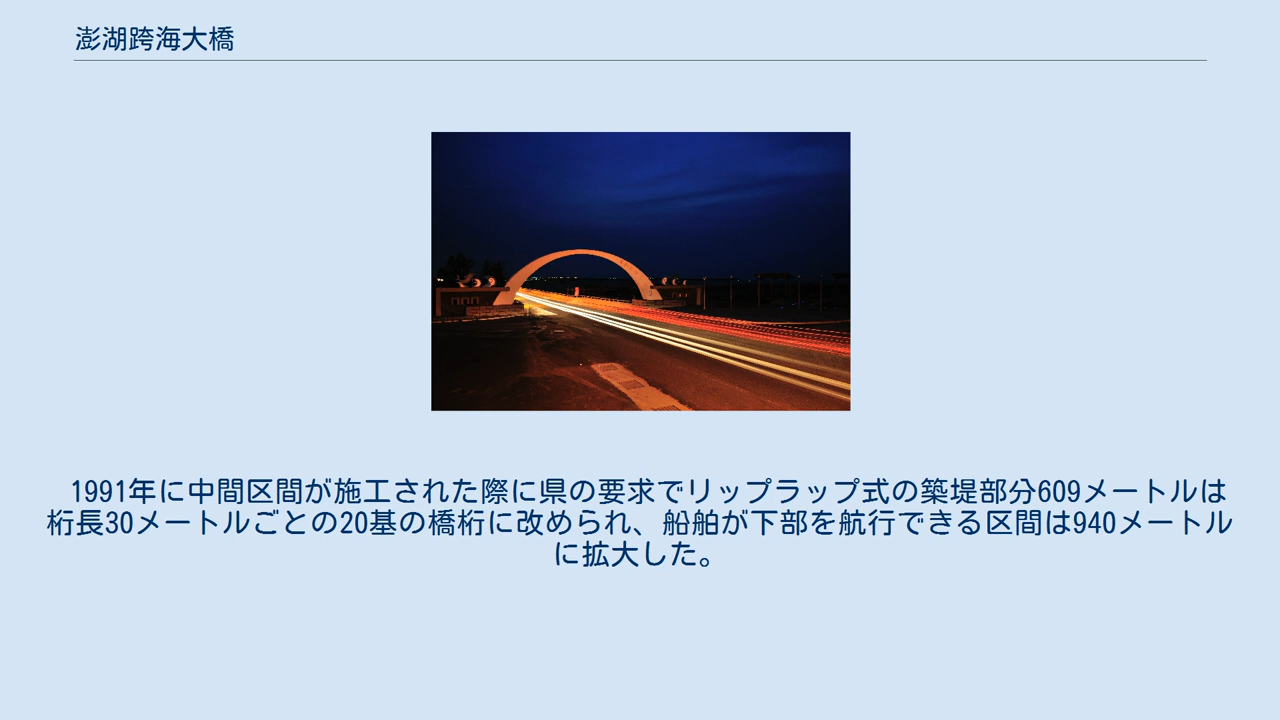 澎湖跨海大橋
1991年に中間区間が施工された際に県の要求でリップラップ式の築堤部分609メートルは
桁長30メートルごとの20基の橋桁に改められ、船舶が下部を航行できる区間は940メートル
に拡大した。